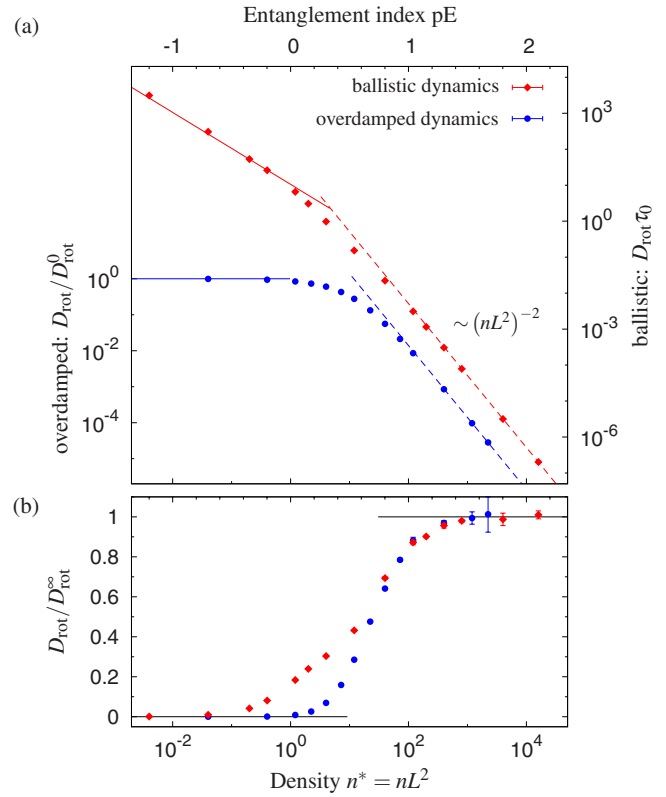 Entanglement index pE
(a)
-1 0 1 2
ballistic dynamics
overdamped dynamics
10^3
10^0
10^-3
10^-6
ballistic: D_rot τ_0
overdamped: D_rot/D^0_rot
10^0
10^-2
10^-4
~ (nL^2)^-2
(b)
D_rot/D^∞_rot
1
0.8
0.6
0.4
0.2
0
10^-2 10^0 10^2 10^4
Density n* = nL^2